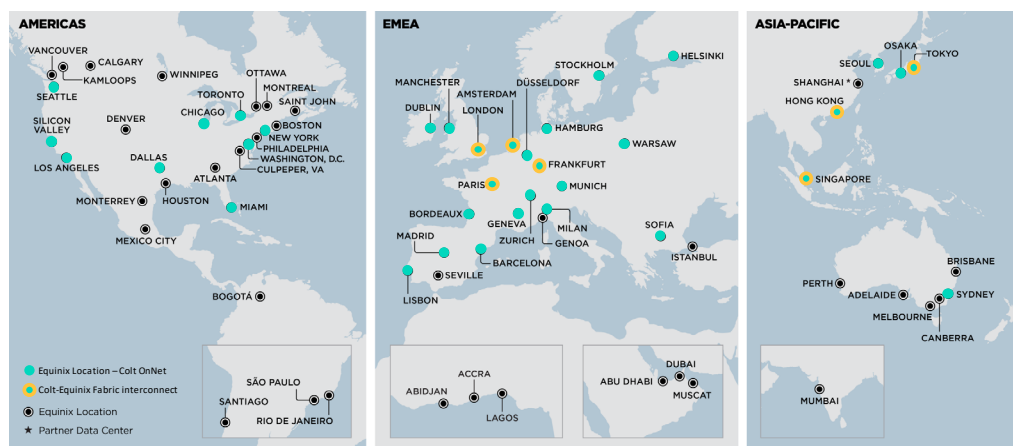 AMERICAS
VANCOUVER
CALGARY
KAMLOOPS
SEATTLE
WINNIPEG
OTTAWA
MONTREAL
TORONTO
SAINT JOHN
CHICAGO
SILICON
VALLEY
DENVER
BOSTON
NEW YORK
PHILADELPHIA
WASHINGTON, D.C.
CULPEPER, VA
LOS ANGELES
DALLAS
ATLANTA
MONTERREY
HOUSTON
MIAMI
MEXICO CITY
BOGOTÁ
SÃO PAULO
SANTIAGO
RIO DE JANEIRO
Equinix Location – Colt OnNet
Colt-Equinix Fabric interconnect
Equinix Location
★ Partner Data Center
EMEA
HELSINKI
STOCKHOLM
MANCHESTER
DÜSSELDORF
AMSTERDAM
DUBLIN
LONDON
HAMBURG
WARSAW
FRANKFURT
PARIS
MUNICH
BORDEAUX
GENEVA
MILAN
SOFIA
MADRID
ZURICH
GENOA
ISTANBUL
BARCELONA
SEVILLE
LISBON
ACCRA
ABIDJAN
LAGOS
DUBAI
ABU DHABI
MUSCAT
ASIA-PACIFIC
OSAKA
TOKYO
SEOUL
SHANGHAI ★
HONG KONG
SINGAPORE
BRISBANE
PERTH
ADELAIDE
SYDNEY
MELBOURNE
CANBERRA
MUMBAI